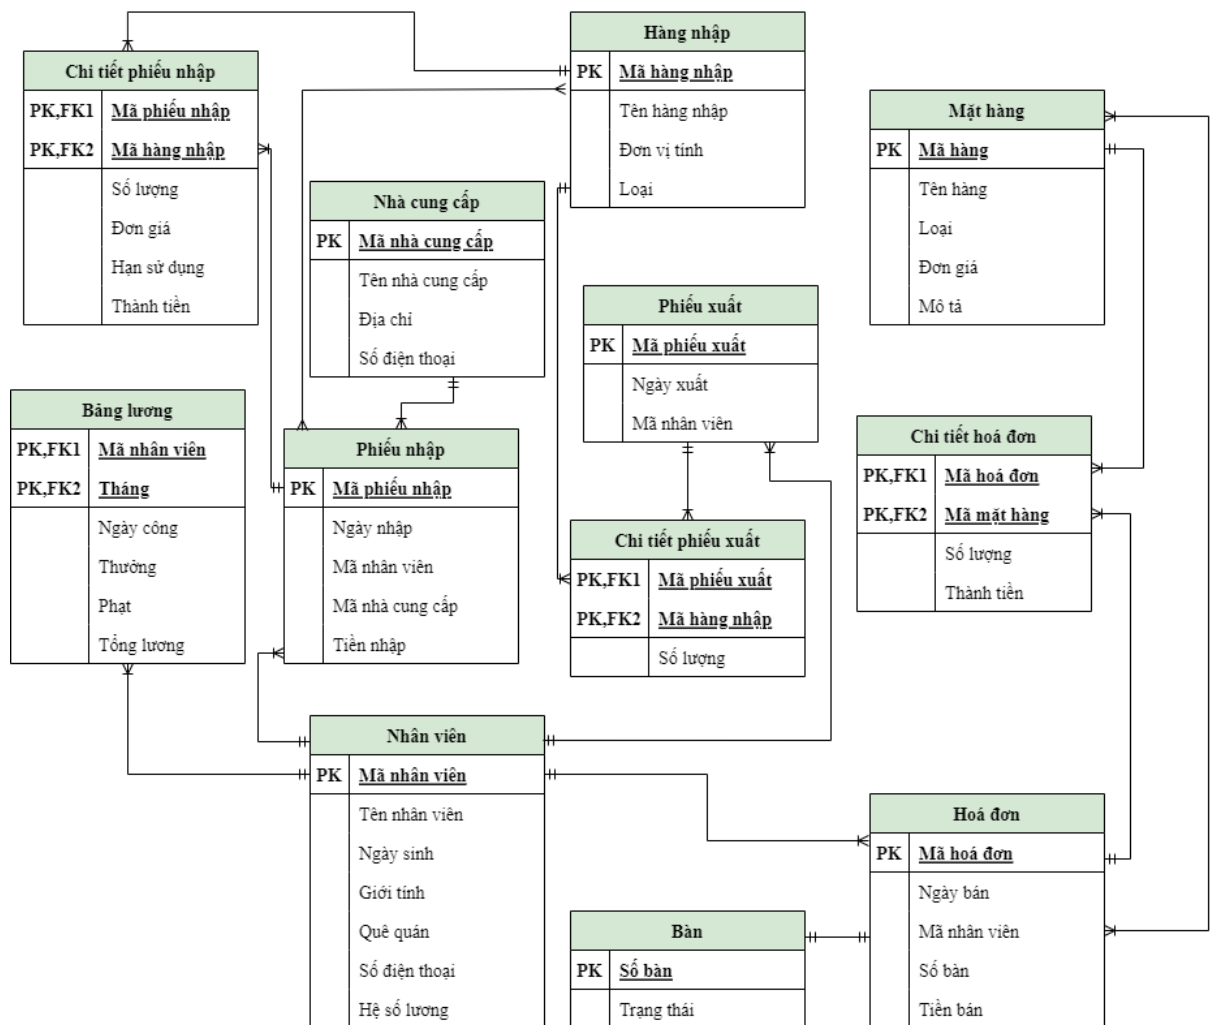 Hàng nhập
PK Mã hàng nhập
Tên hàng nhập
Đơn vị tính
Loại
Chi tiết phiếu nhập
PK,FK1 Mã phiếu nhập
PK,FK2 Mã hàng nhập
Số lượng
Đơn giá
Hạn sử dụng
Thành tiền
Mặt hàng
PK Mã hàng
Tên hàng
Loại
Đơn giá
Mô tả
Nhà cung cấp
PK Mã nhà cung cấp
Tên nhà cung cấp
Địa chỉ
Số điện thoại
Phiếu xuất
PK Mã phiếu xuất
Ngày xuất
Mã nhân viên
Bảng lương
PK,FK1 Mã nhân viên
PK,FK2 Tháng
Ngày công
Thưởng
Phạt
Tổng lương
Phiếu nhập
PK Mã phiếu nhập
Ngày nhập
Mã nhân viên
Mã nhà cung cấp
Tiền nhập
Chi tiết hoá đơn
PK,FK1 Mã hoá đơn
PK,FK2 Mã mặt hàng
Số lượng
Thành tiền
Chi tiết phiếu xuất
PK,FK1 Mã phiếu xuất
PK,FK2 Mã hàng nhập
Số lượng
Nhân viên
PK Mã nhân viên
Tên nhân viên
Ngày sinh
Giới tính
Quê quán
Số điện thoại
Hệ số lương
Hoá đơn
PK Mã hoá đơn
Ngày bán
Mã nhân viên
Số bàn
Tiền bán
Bàn
PK Số bàn
Trạng thái